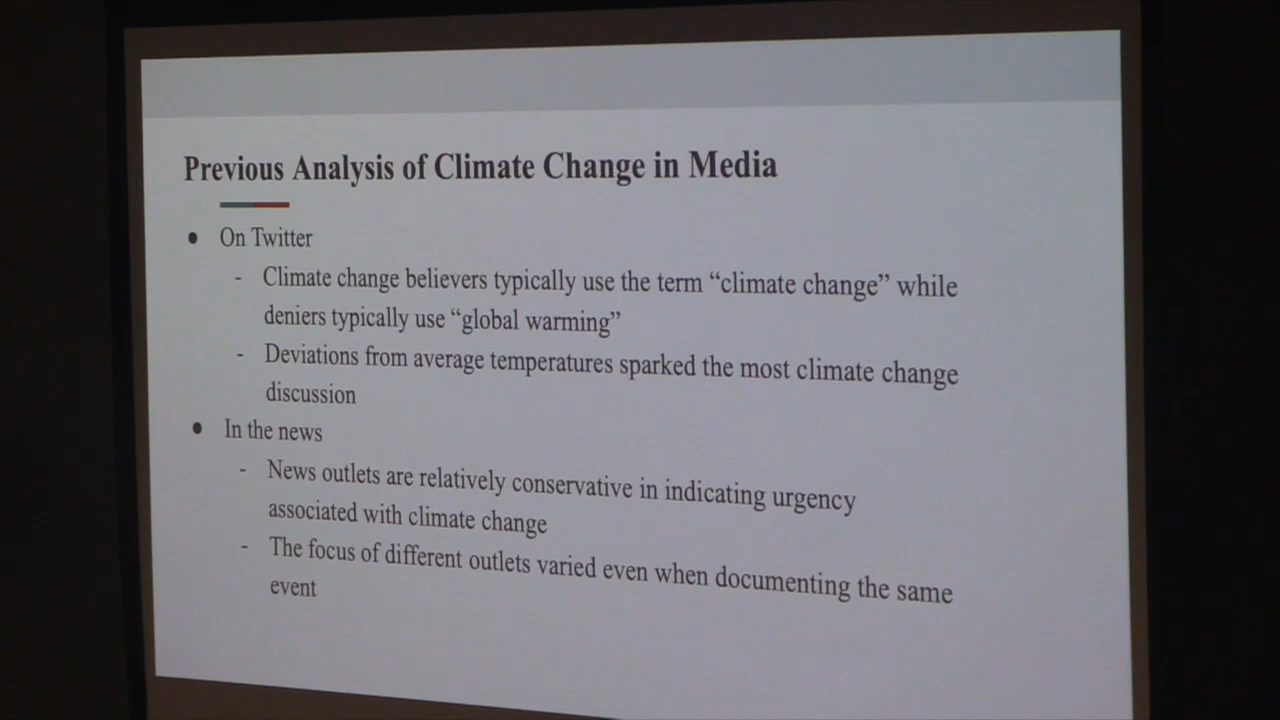 Previous Analysis of Climate Change in Media
● On Twitter
- Climate change believers typically use the term “climate change” while
deniers typically use “global warming”
- Deviations from average temperatures sparked the most climate change
discussion
● In the news
- News outlets are relatively conservative in indicating urgency
associated with climate change
- The focus of different outlets varied even when documenting the same
event